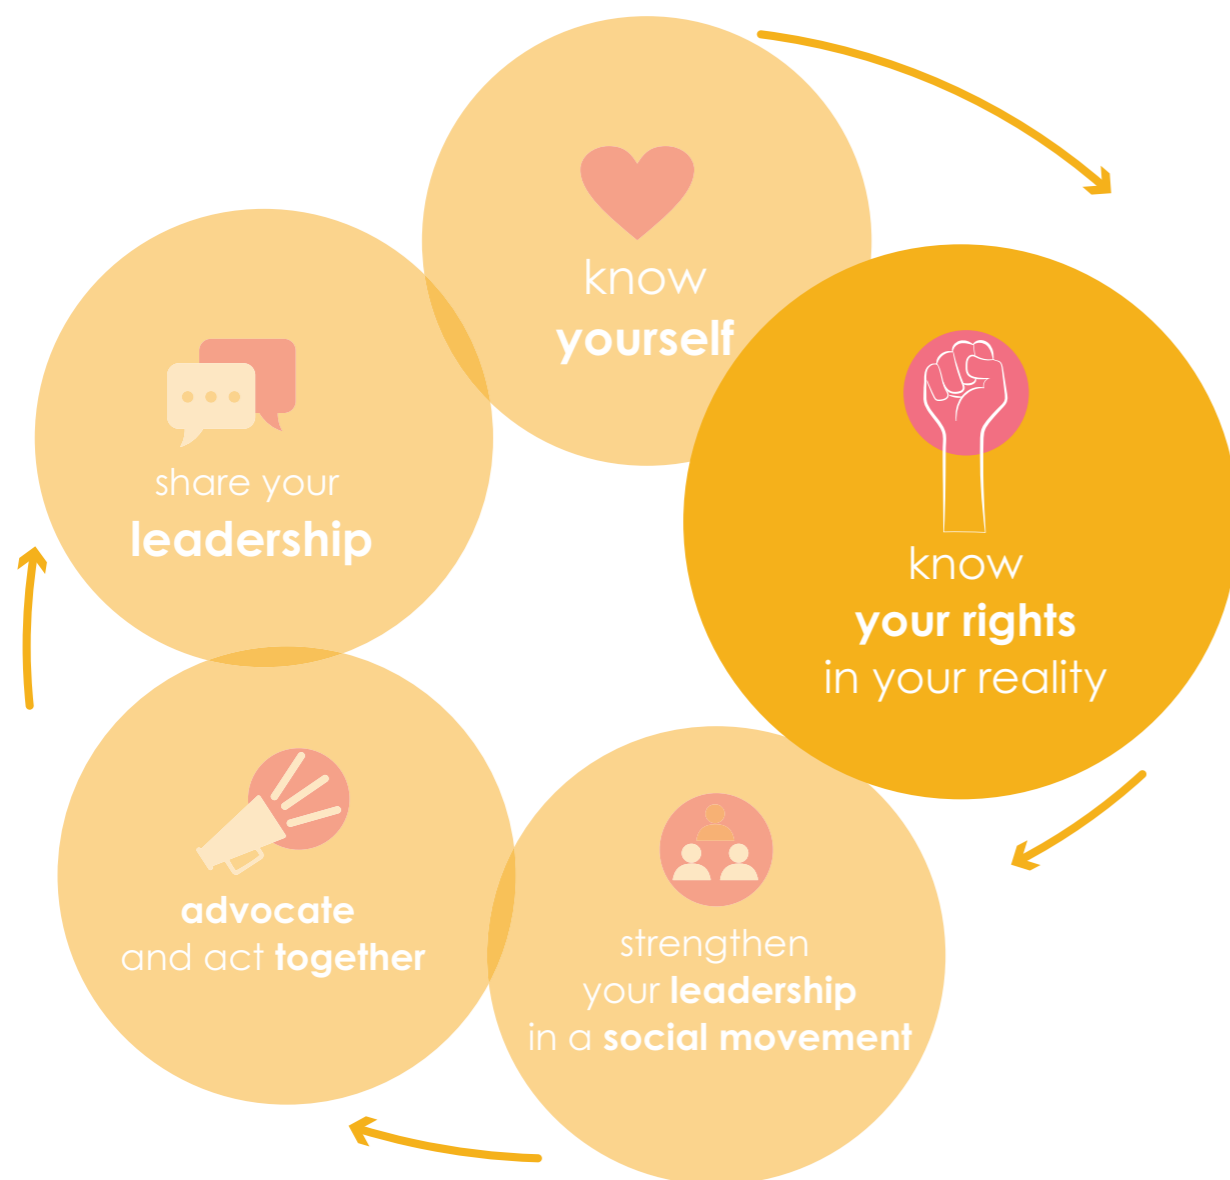 know
yourself
know
your rights
in your reality
strengthen
your leadership
in a social movement
advocate
and act together
share your
leadership